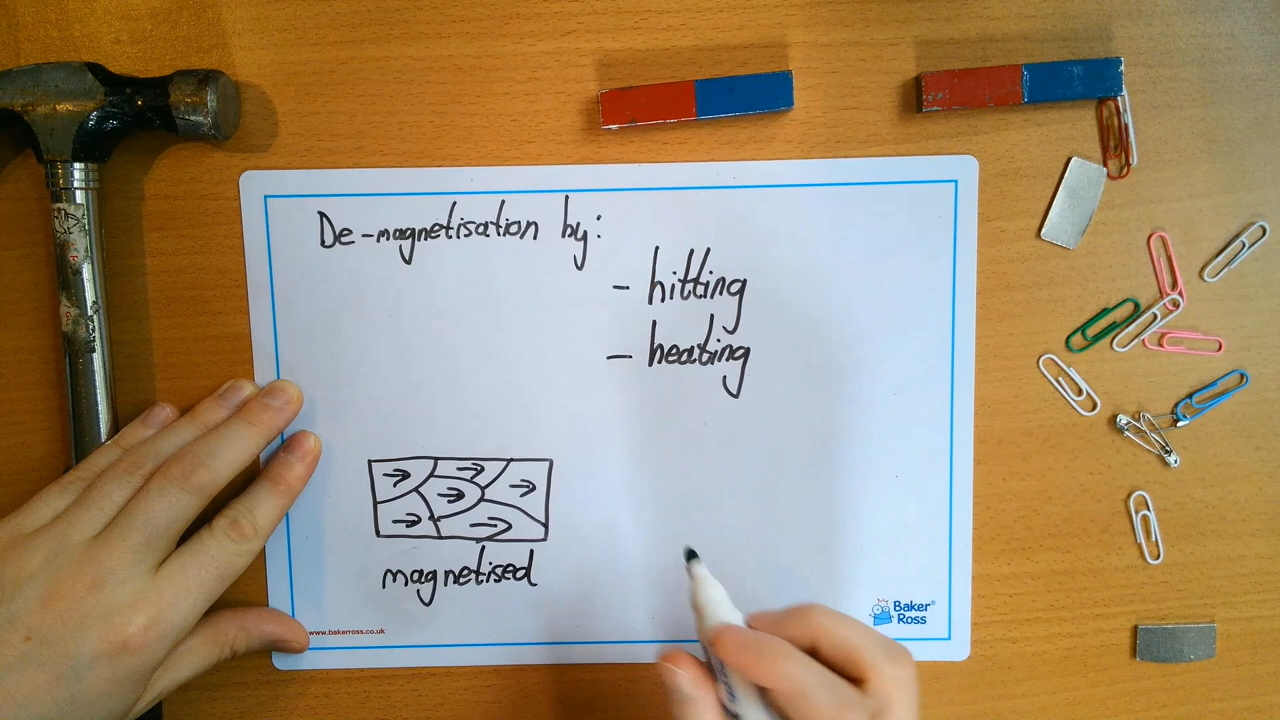 De-magnetisation by:
- hitting
- heating
magnetised
www.bakerross.co.uk
Baker
Ross